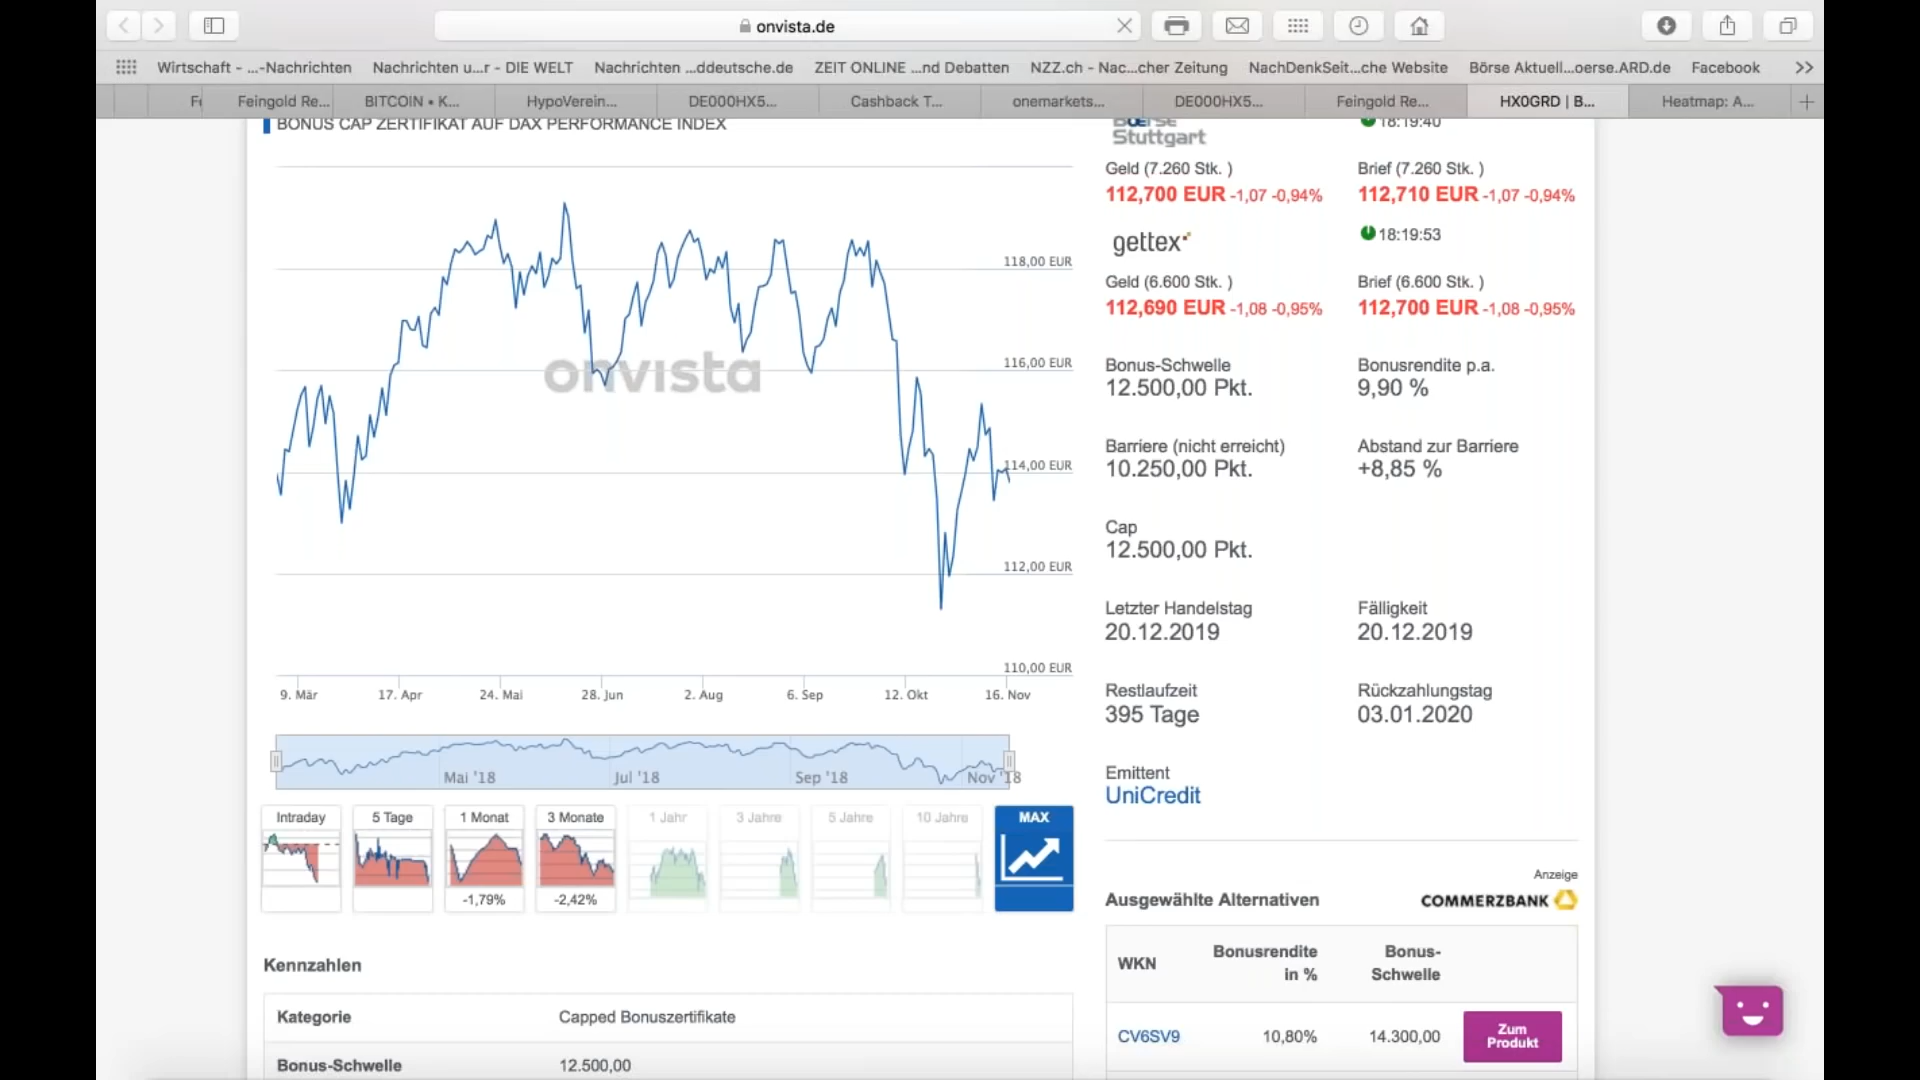 onvista.de
Wirtschaft - ...-Nachrichten
Nachrichten u...r - DIE WELT
Nachrichten ...ddeutsche.de
ZEIT ONLINE ...nd Debatten
NZZ.ch - Nac...cher Zeitung
NachDenkSeit...che Website
Börse Aktuell...oerse.ARD.de
Facebook
Feingold Re...
BITCOIN • K...
HypoVerein...
DE000HX5...
Cashback T...
onemarkets...
DE000HX5...
Feingold Re...
HX0GRD | B...
Heatmap: A...
BONUS CAP ZERTIFIKAT AUF DAX PERFORMANCE INDEX
118,00 EUR
116,00 EUR
onvista
114,00 EUR
112,00 EUR
110,00 EUR
9. Mär
17. Apr
24. Mai
28. Jun
2. Aug
6. Sep
12. Okt
16. Nov
Mai '18
Jul '18
Sep '18
Nov '18
Intraday
5 Tage
1 Monat
3 Monate
1 Jahr
3 Jahre
5 Jahre
10 Jahre
MAX
-1,79%
-2,42%
Kennzahlen
Kategorie
Capped Bonuszertifikate
Bonus-Schwelle
12.500,00
Börse
Stuttgart
18:19:40
Geld (7.260 Stk. )
Brief (7.260 Stk. )
112,700 EUR -1,07 -0,94%
112,710 EUR -1,07 -0,94%
gettex
18:19:53
Geld (6.600 Stk. )
Brief (6.600 Stk. )
112,690 EUR -1,08 -0,95%
112,700 EUR -1,08 -0,95%
Bonus-Schwelle
Bonusrendite p.a.
12.500,00 Pkt.
9,90 %
Barriere (nicht erreicht)
Abstand zur Barriere
10.250,00 Pkt.
+8,85 %
Cap
12.500,00 Pkt.
Letzter Handelstag
Fälligkeit
20.12.2019
20.12.2019
Restlaufzeit
Rückzahlungstag
395 Tage
03.01.2020
Emittent
UniCredit
Anzeige
Ausgewählte Alternativen
COMMERZBANK
WKN
Bonusrendite
in %
Bonus-
Schwelle
CV6SV9
10,80%
14.300,00
Zum
Produkt